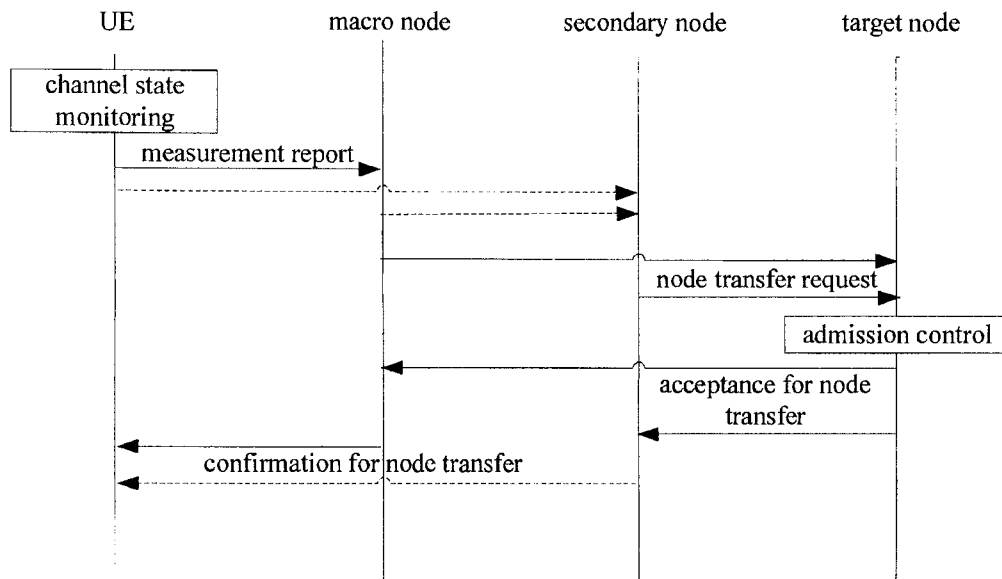 UE
macro node
secondary node
target node
channel state
monitoring
measurement report
node transfer request
admission control
acceptance for node
transfer
confirmation for node transfer